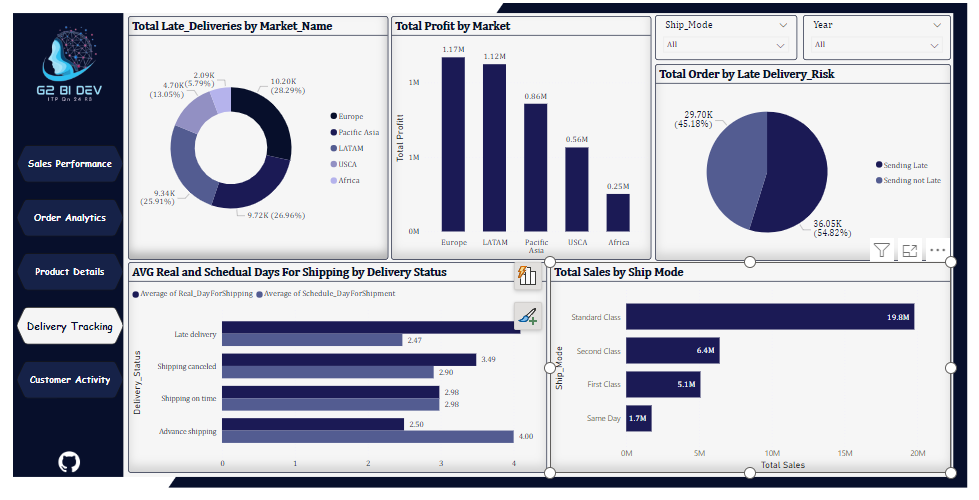 G2 BI DEV
ITP Qn 24 R3
Sales Performance
Order Analytics
Product Details
Delivery Tracking
Customer Activity
Total Late_Deliveries by Market_Name
2.09K
(5.79%)
4.70K
(13.05%)
10.20K
(28.29%)
9.34K
(25.91%)
9.72K (26.96%)
Europe
Pacific Asia
LATAM
USCA
Africa
Total Profit by Market
Total Profitt
1M
1M
0M
1.17M
1.12M
0.86M
0.56M
0.25M
Europe
LATAM
Pacific
Asia
USCA
Africa
Ship_Mode
All
Year
All
Total Order by Late Delivery_Risk
29.70K
(45.18%)
36.05K
(54.82%)
Sending Late
Sending not Late
AVG Real and Schedual Days For Shipping by Delivery Status
Average of Real_DayForShipping
Average of Schedule_DayForShipment
Delivery_Status
Late delivery
2.47
Shipping canceled
3.49
2.90
Shipping on time
2.98
2.98
Advance shipping
2.50
4.00
0
1
2
3
4
Total Sales by Ship Mode
Ship_Mode
Standard Class
19.8M
Second Class
6.4M
First Class
5.1M
Same Day
1.7M
0M
5M
10M
15M
20M
Total Sales